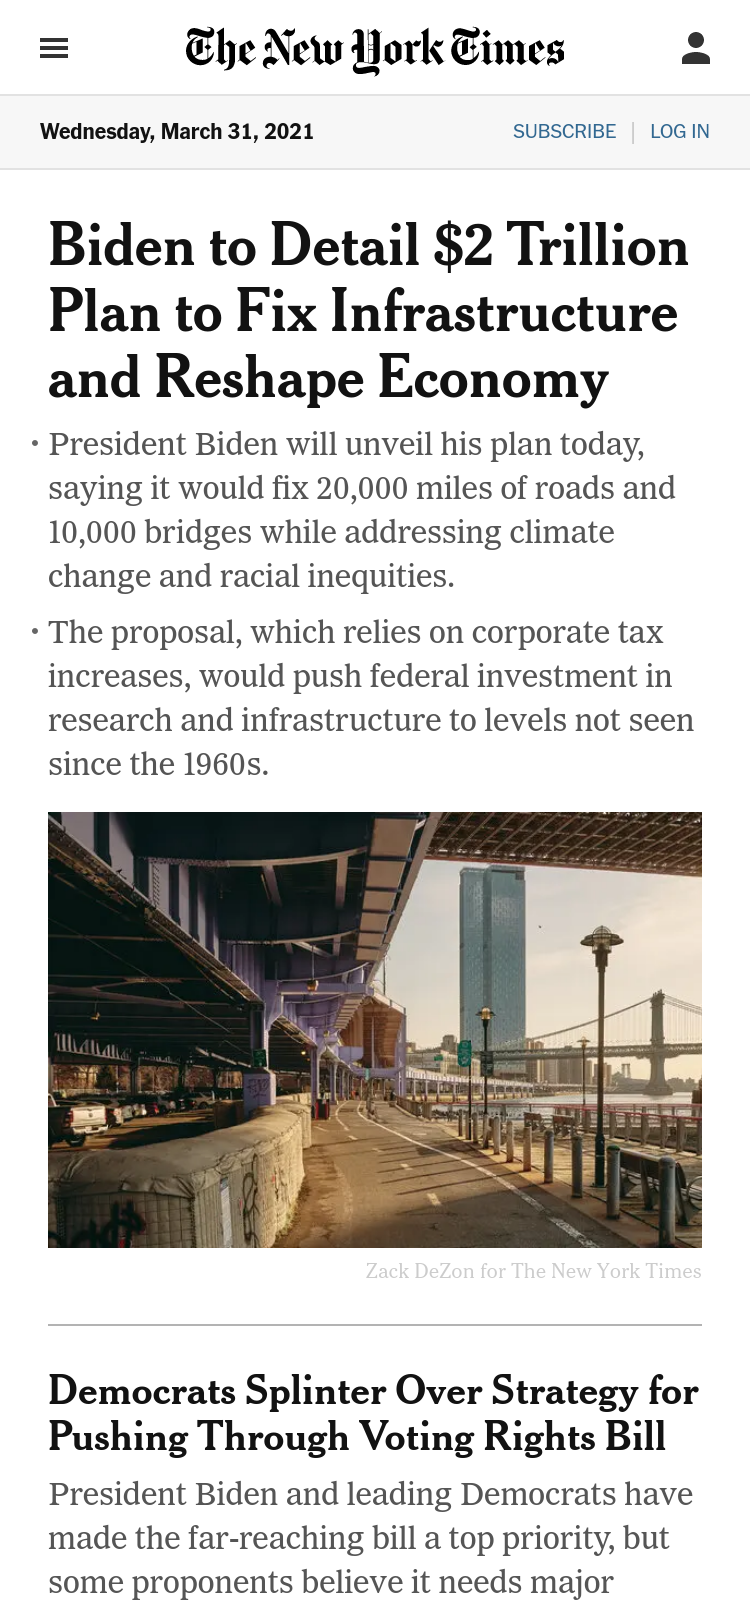 The New York Times
Wednesday, March 31, 2021
SUBSCRIBE | LOG IN
Biden to Detail $2 Trillion
Plan to Fix Infrastructure
and Reshape Economy
• President Biden will unveil his plan today,
saying it would fix 20,000 miles of roads and
10,000 bridges while addressing climate
change and racial inequities.
• The proposal, which relies on corporate tax
increases, would push federal investment in
research and infrastructure to levels not seen
since the 1960s.
Zack DeZon for The New York Times
Democrats Splinter Over Strategy for
Pushing Through Voting Rights Bill
President Biden and leading Democrats have
made the far-reaching bill a top priority, but
some proponents believe it needs major